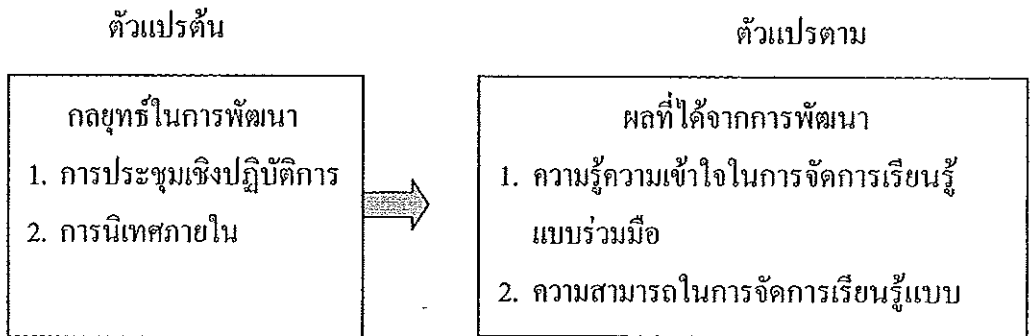 ตัวแปรต้น
ตัวแปรตาม
กลยุทธ์ในการพัฒนา
1. การประชุมเชิงปฏิบัติการ
2. การนิเทศภายใน
ผลที่ได้จากการพัฒนา
1. ความรู้ความเข้าใจในการจัดการเรียนรู้
แบบร่วมมือ
2. ความสามารถในการจัดการเรียนรู้แบบ